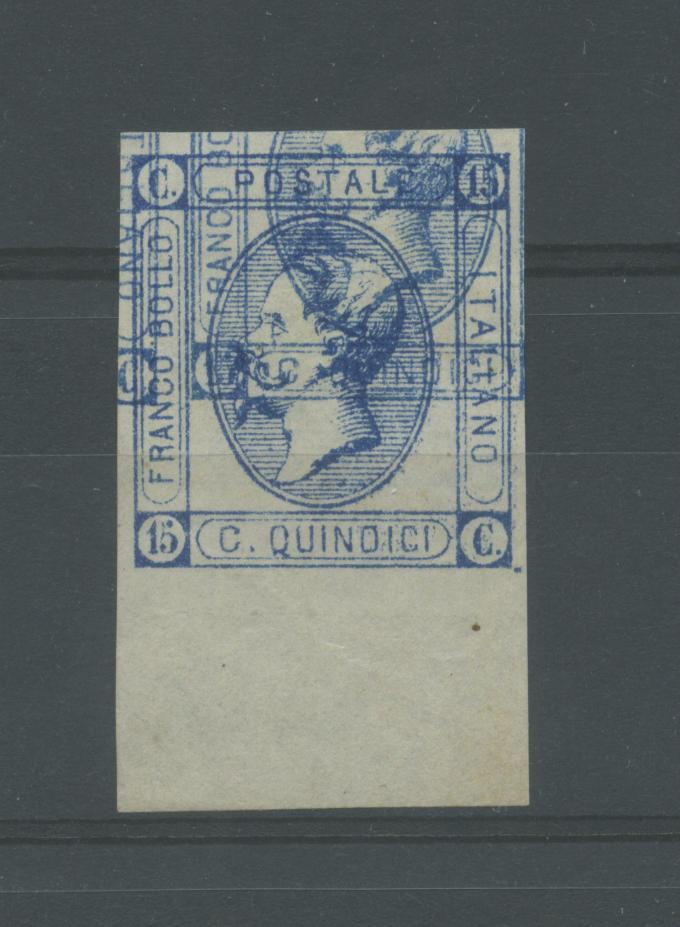 C. POSTALE 15
FRANCO BOLLO
ITALIANO
15 C. QUINDICI C.
FRANCO BO